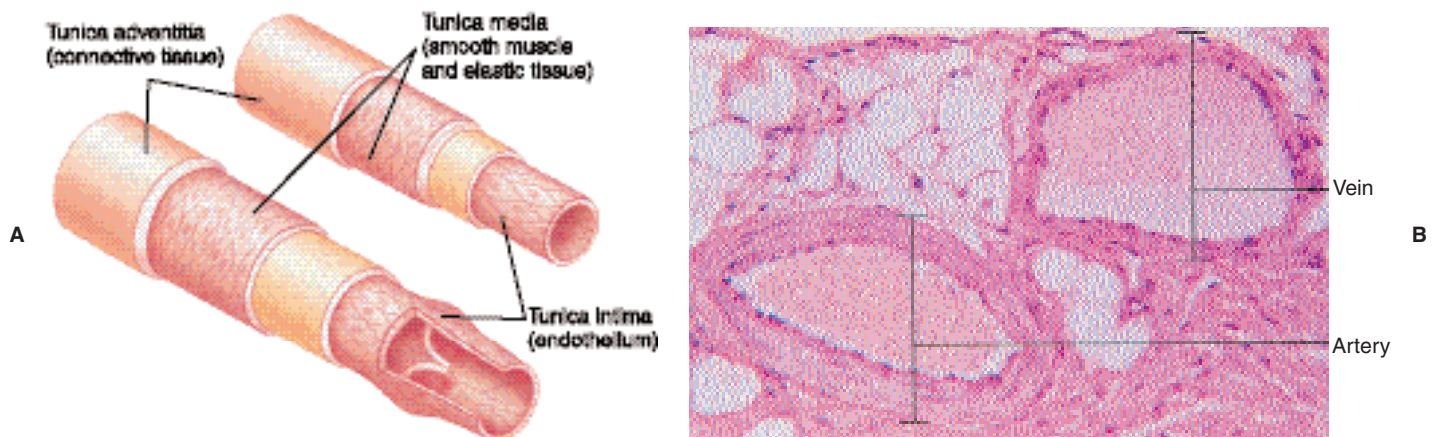 Tunica adventitia
(connective tissue)
Tunica media
(smooth muscle
and elastic tissue)
Tunica intima
(endothelium)
A
Vein
Artery
B